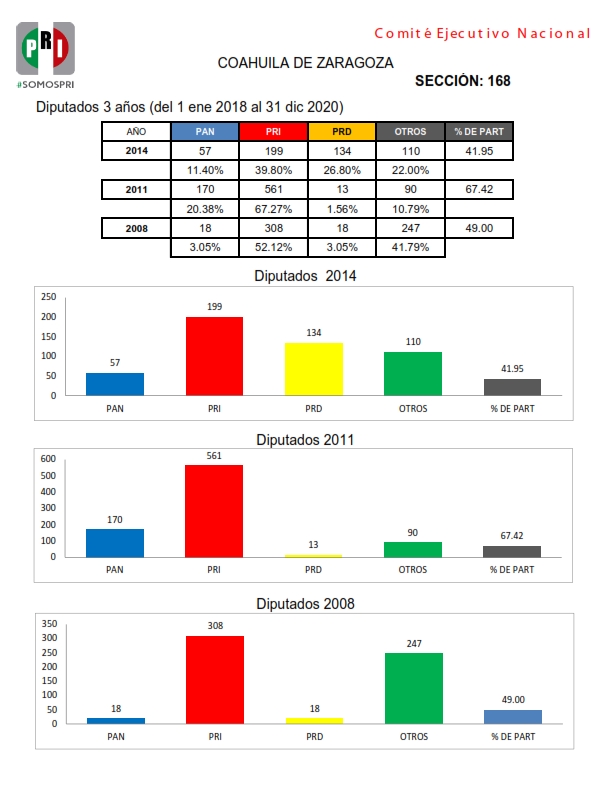 Comité Ejecutivo Nacional
PRI
#SOMOSPRI
COAHUILA DE ZARAGOZA
SECCIÓN: 168
Diputados 3 años (del 1 ene 2018 al 31 dic 2020)
AÑO PAN PRI PRD OTROS % DE PART
2014 57 199 134 110 41.95
11.40% 39.80% 26.80% 22.00%
2011 170 561 13 90 67.42
20.38% 67.27% 1.56% 10.79%
2008 18 308 18 247 49.00
3.05% 52.12% 3.05% 41.79%
Diputados 2014
250
200
150
100
50
0
57
199
134
110
41.95
PAN PRI PRD OTROS % DE PART
Diputados 2011
600
500
400
300
200
100
0
170
561
13
90
67.42
PAN PRI PRD OTROS % DE PART
Diputados 2008
350
300
250
200
150
100
50
0
18
308
18
247
49.00
PAN PRI PRD OTROS % DE PART